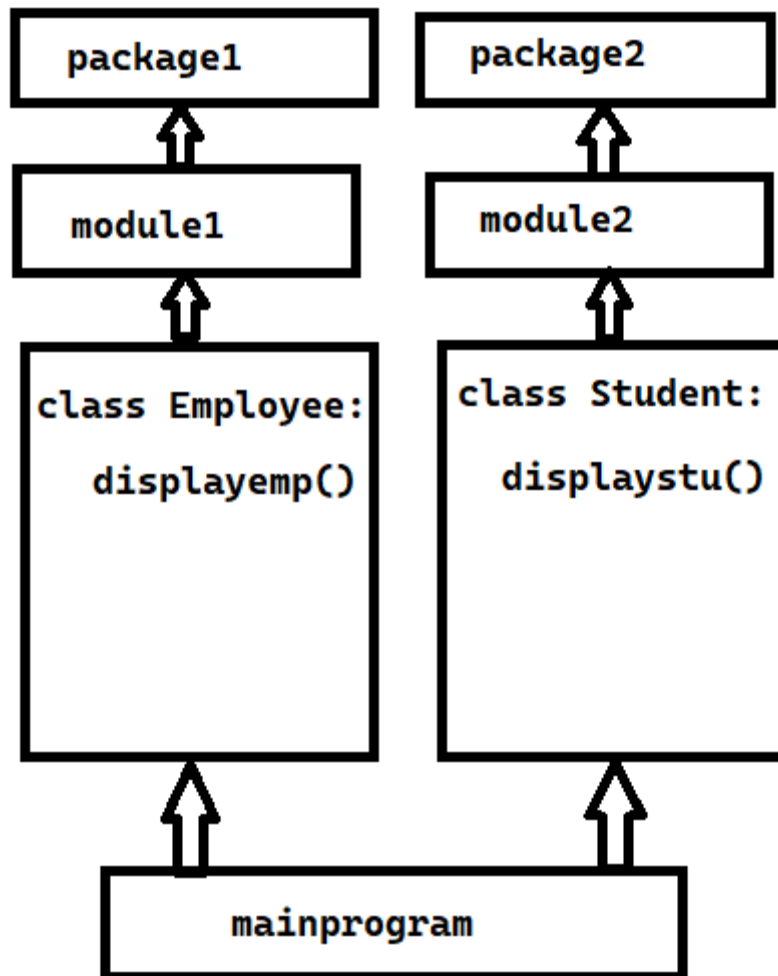 package1
package2
module1
module2
class Employee:
displayemp()
class Student:
displaystu()
mainprogram